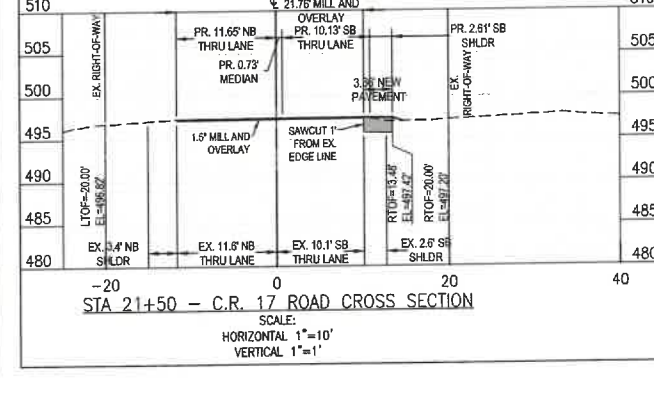 510
℄ 21.76' MILL AND
OVERLAY
510
PR. 11.65' NB
THRU LANE
PR. 10.13' SB
THRU LANE
PR. 2.61' SB
SHLDR
505
505
EX. RIGHT-OF-WAY
PR. 0.73'
MEDIAN
EX.
RIGHT-OF-WAY
3.36' NEW
PAVEMENT
500
500
495
495
1.5" MILL AND
OVERLAY
SAWCUT 1'
FROM EX.
EDGE LINE
490
490
LTOF=-20.00'
EL=496.82'
RTOF=13.48'
EL=497.42'
RTOF=20.00'
EL=497.20'
485
485
EX. 3.4' NB
SHLDR
EX. 11.6' NB
THRU LANE
EX. 10.1' SB
THRU LANE
EX. 2.6' SB
SHLDR
480
480
-20
0
20
40
STA 21+50 - C.R. 17 ROAD CROSS SECTION
SCALE:
HORIZONTAL 1"=10'
VERTICAL 1"=1'